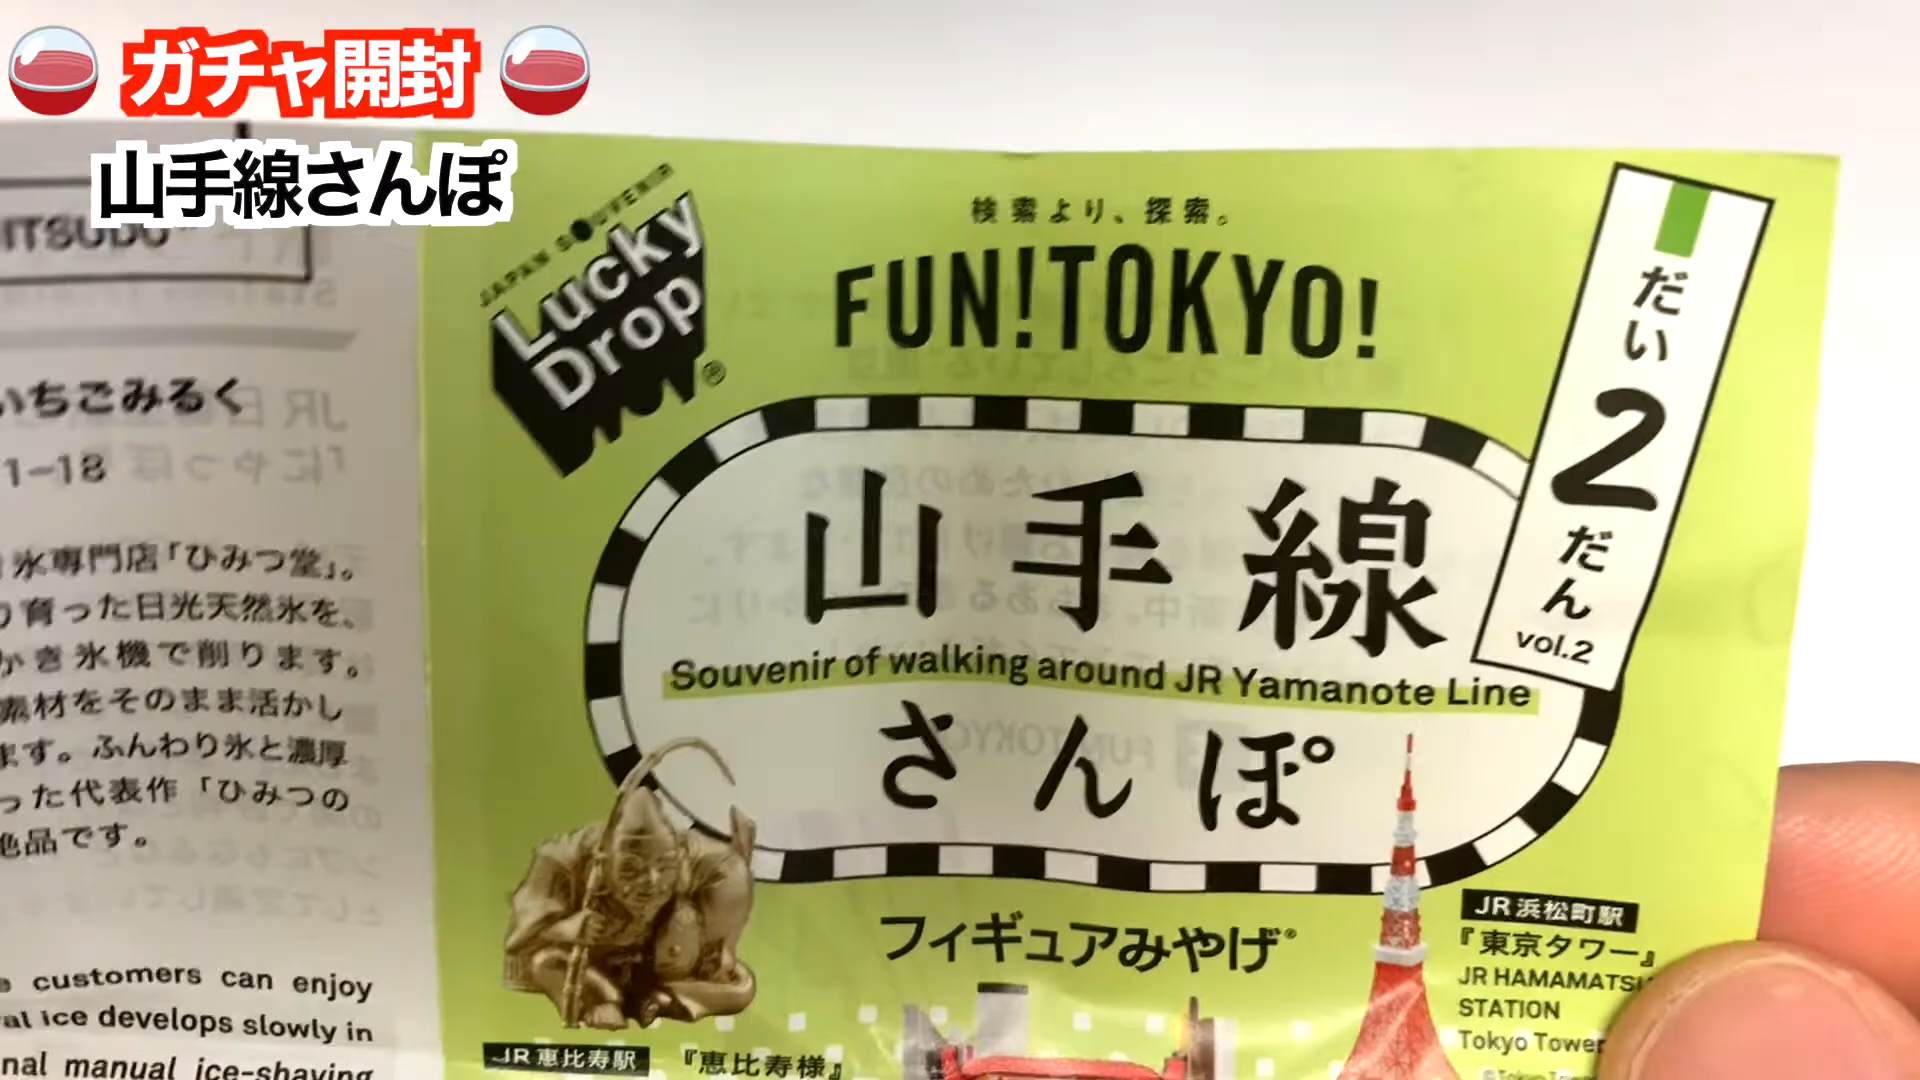 ガチャ開封
山手線さんぽ
いちごみるく
1-18
氷専門店「ひみつ堂」。
り育った日光天然氷を、
かき氷機で削ります。
素材をそのまま活かし
ます。ふんわり氷と濃厚
った代表作「ひみつの
絶品です。
customers can enjoy
ral ice develops slowly in
nal manual ice-shaving
JAPAN SOUVENIR
Lucky
Drop
®
検索より、探索。
FUN!TOKYO!
だい2だん
vol.2
山手線
Souvenir of walking around JR Yamanote Line
さんぽ
フィギュアみやげ®
JR恵比寿駅
『恵比寿様』
JR浜松町駅
『東京タワー』
JR HAMAMATSU
STATION
Tokyo Tower